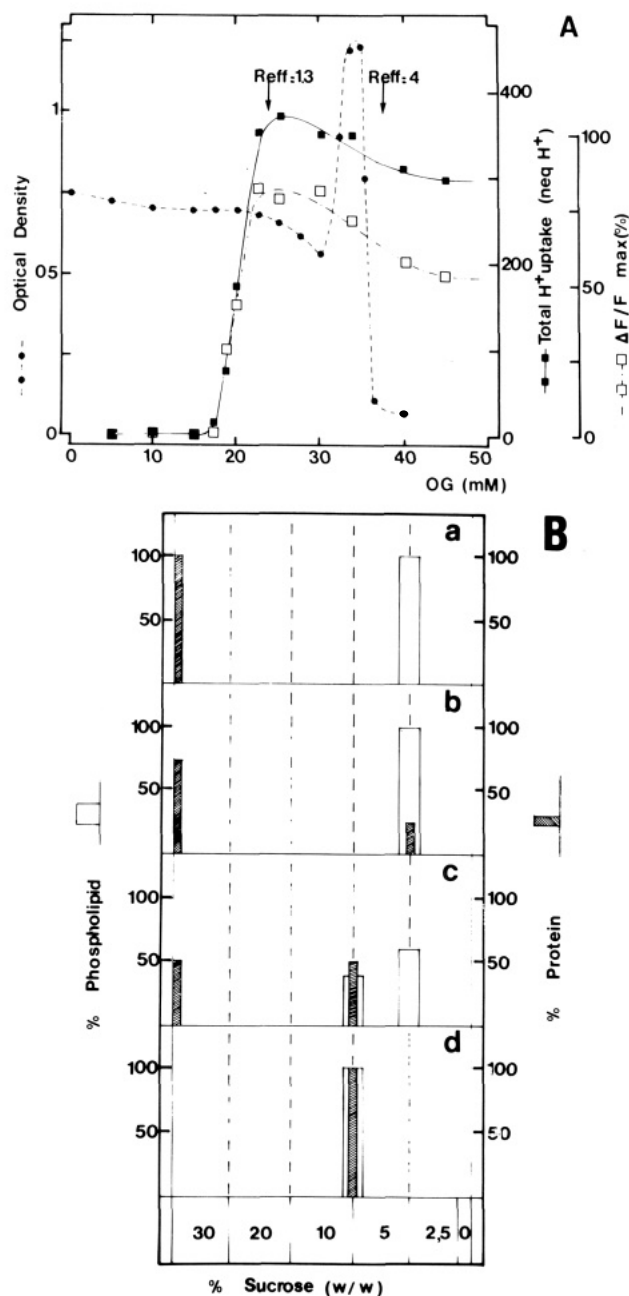 A
Reff=1.3
Reff=4
1
05
0
Optical Density
400
200
0
Total H+uptake (neq H+)
100
50
0
ΔF/F max(%)
0 10 20 30 40 50
OG (mM)
B
a
100
50
100
50
b
100
50
100
50
c
100
50
100
50
d
100
50
100
50
% Phospholipid
% Protein
30 20 10 5 2,5 0
% Sucrose (w/w)